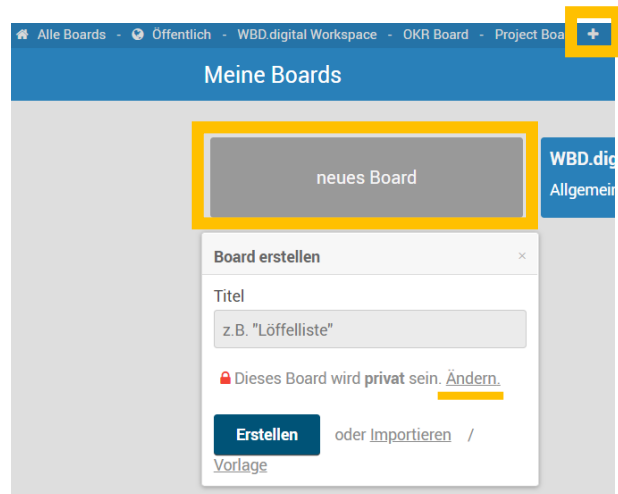 Alle Boards - Öffentlich - WBD.digital Workspace - OKR Board - Project Boa +
Meine Boards
neues Board
WBD.dig
Allgemein
Board erstellen ×
Titel
z.B. "Löffelliste"
Dieses Board wird privat sein. Ändern.
Erstellen oder Importieren /
Vorlage